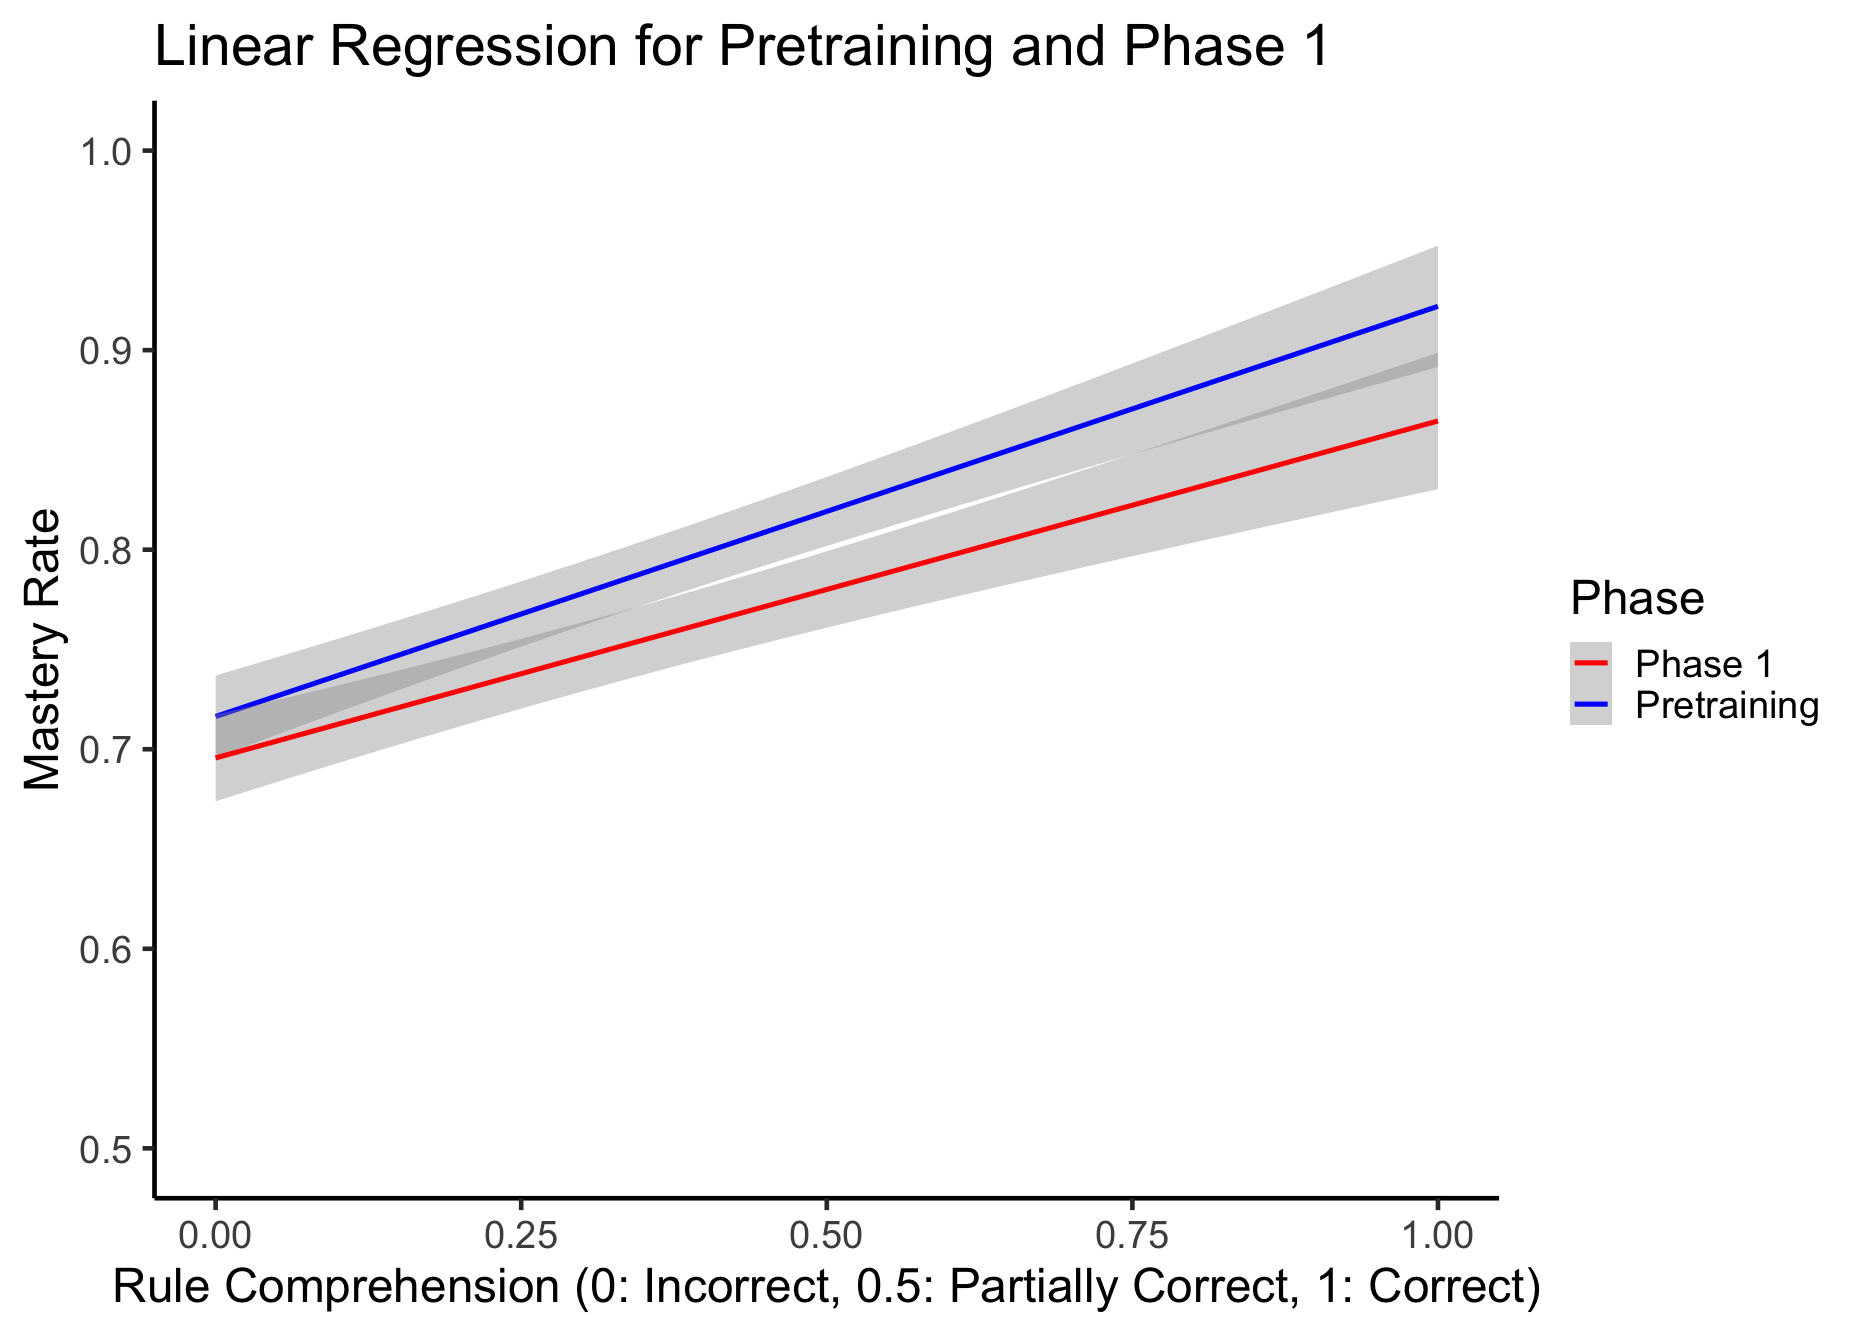 Linear Regression for Pretraining and Phase 1
1.0
0.9
0.8
0.7
0.6
0.5
Mastery Rate
0.00 0.25 0.50 0.75 1.00
Rule Comprehension (0: Incorrect, 0.5: Partially Correct, 1: Correct)
Phase
Phase 1
Pretraining